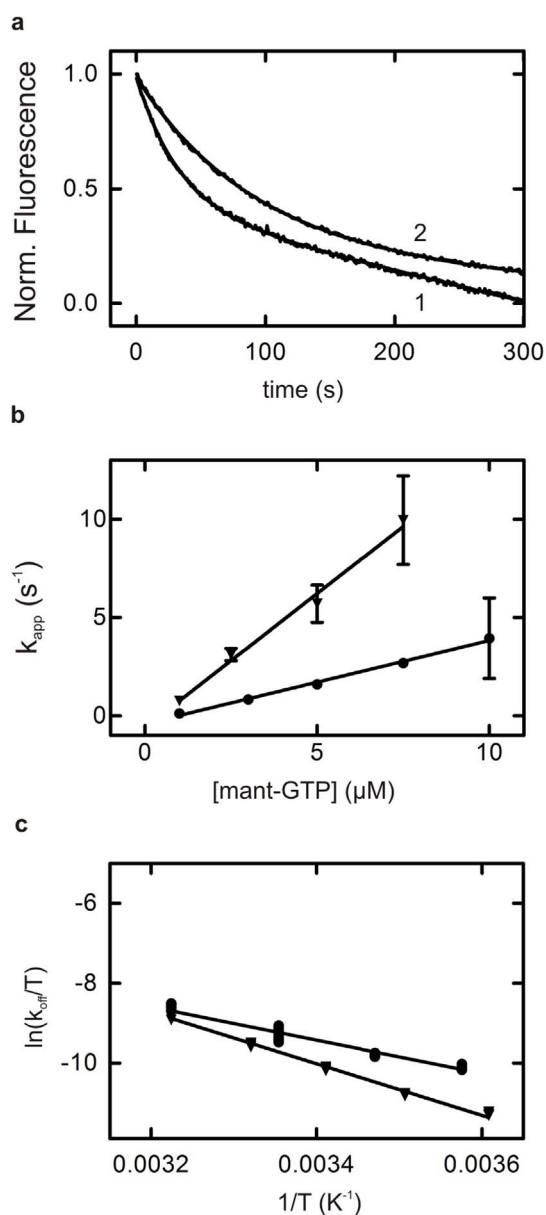 a
Norm. Fluorescence
1.0
0.5
0.0
2
1
0
100
200
300
time (s)
b
k_app (s⁻¹)
10
5
0
0
5
10
[mant-GTP] (µM)
c
ln(k_off/T)
-6
-8
-10
0.0032
0.0034
0.0036
1/T (K⁻¹)